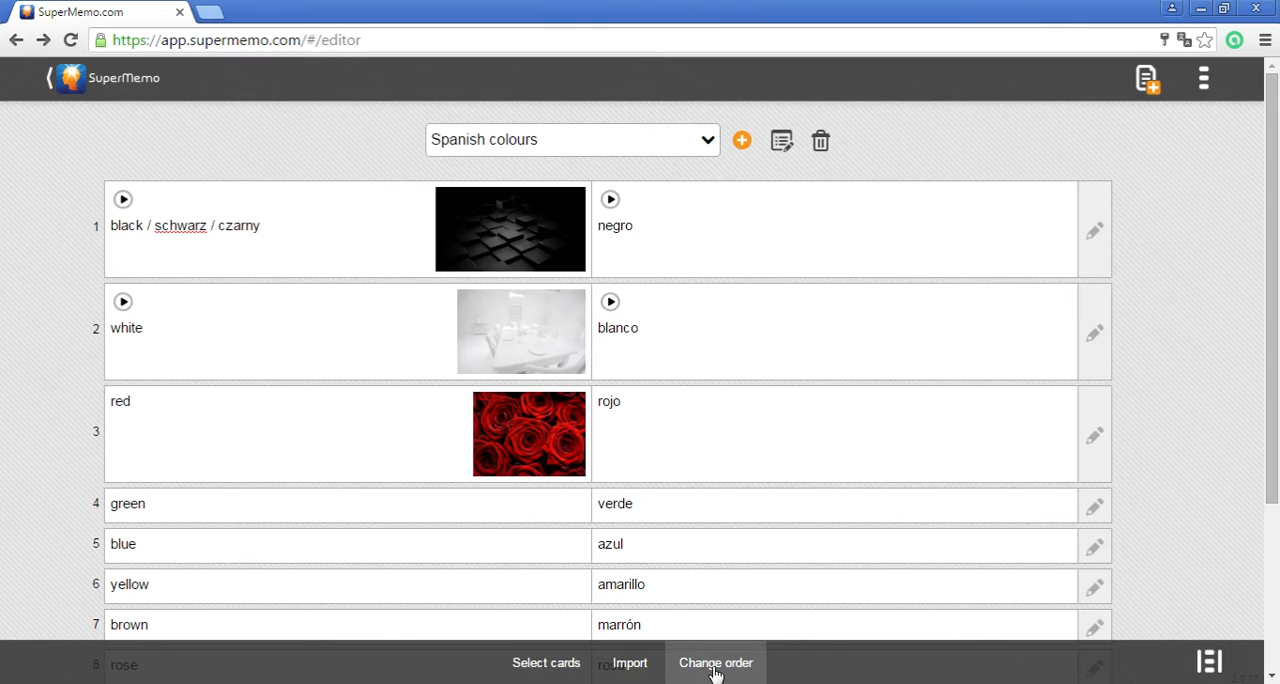 SuperMemo.com
https://app.supermemo.com/#/editor
SuperMemo
Spanish colours
1 black / schwarz / czarny negro
2 white blanco
3 red rojo
4 green verde
5 blue azul
6 yellow amarillo
7 brown marrón
8 rose
Select cards Import Change order